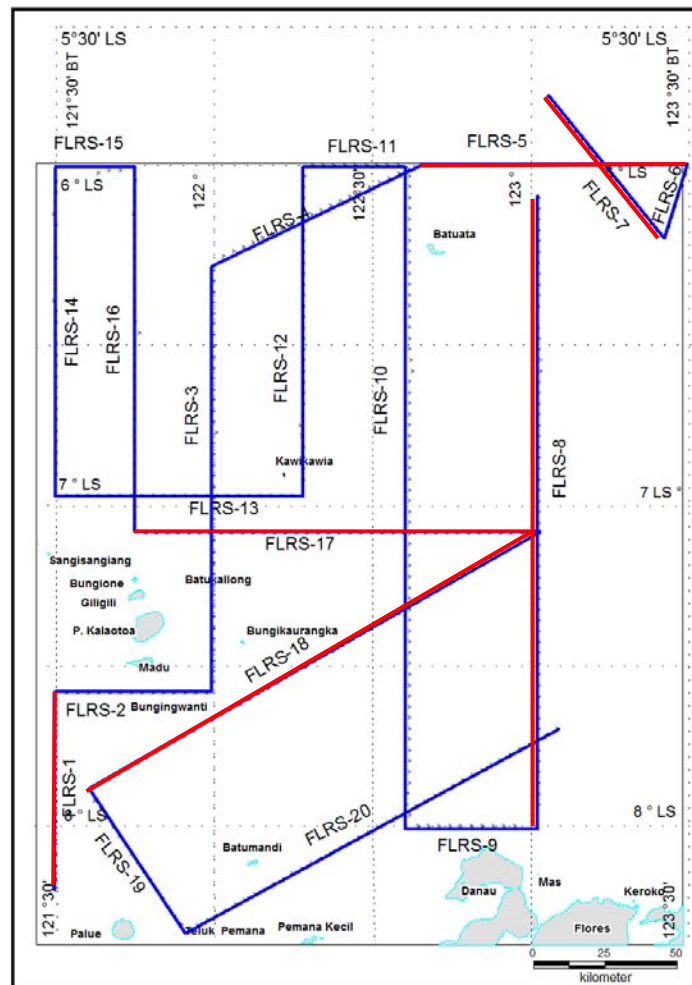 5°30' LS
5°30' LS
121°30' BT
123°30' BT
FLRS-15
FLRS-11
FLRS-5
6° LS
122°
122°30'
123°
° LS
FLRS-6
FLRS-7
FLRS-4
Batuata
FLRS-14
FLRS-16
FLRS-3
FLRS-12
FLRS-10
FLRS-8
Kawikawia
7° LS
7 LS °
FLRS-13
FLRS-17
Sangisangiang
Bungione
Batukallong
Giligili
P. Kalaotoa
Bungikaurangka
Madu
FLRS-18
FLRS-2
Bungingwanti
FLRS-1
° LS
8° LS
FLRS-20
FLRS-19
Batumandi
FLRS-9
Danau
Mas
Keroko
121°30'
123°30'
Palue
Teluk Pemana
Pemana Kecil
Flores
0 25 50
kilometer